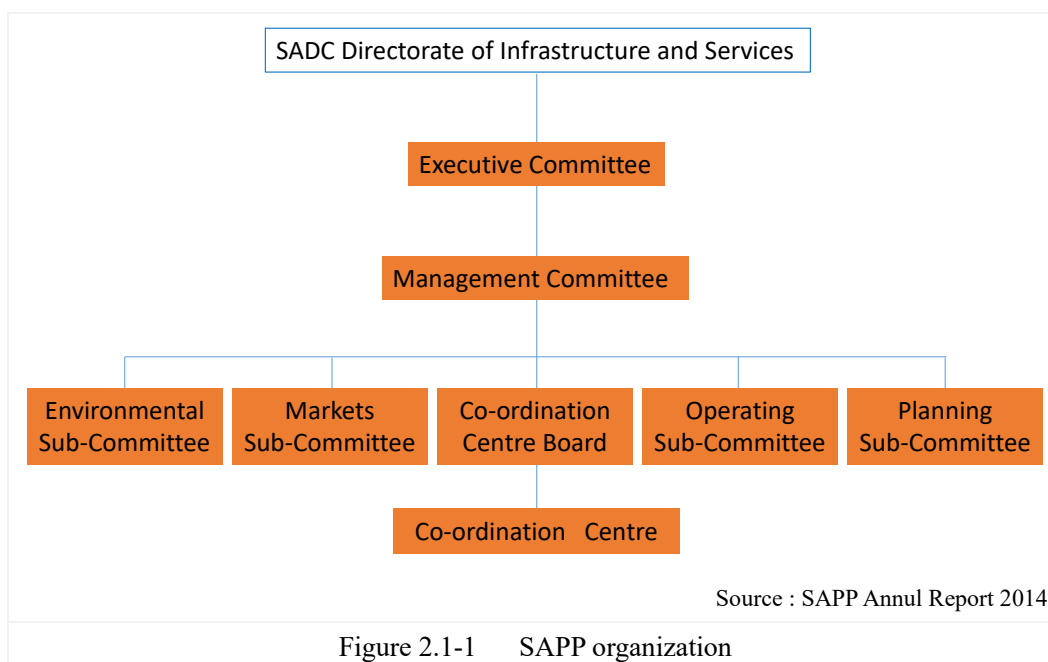 SADC Directorate of Infrastructure and Services
Executive Committee
Management Committee
Environmental
Sub-Committee
Markets
Sub-Committee
Co-ordination
Centre Board
Operating
Sub-Committee
Planning
Sub-Committee
Co-ordination Centre
Source : SAPP Annul Report 2014
Figure 2.1-1 SAPP organization